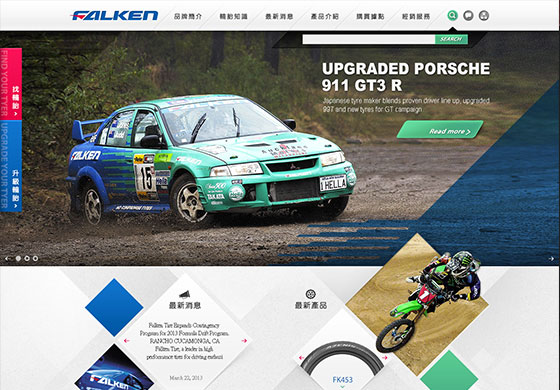 FALKEN
品牌簡介 輪胎知識 最新消息 產品介紹 購買據點 經銷服務
SEARCH
FIND YOUR TYER
找輪胎
UPGRADE YOUR TYER
升級輪胎
UPGRADED PORSCHE
911 GT3 R
Japanese tyre maker blends proven driver line up, upgraded
997 and new tyres for GT campaign.
Read more >
FALKEN
15
I HELLA
TAKATA
最新消息
Falken Tire Expands Contingency
Program for 2013 Formula Drift Program.
RANCHO CUCAMONGA, CA
Falken Tire, a leader in high
performance tires for driving enthusi
March 22, 2013
最新產品
FK453
1
FALKEN